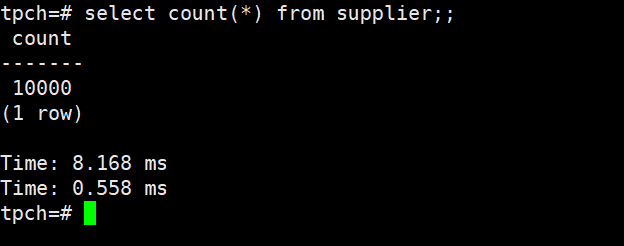 tpch=# select count(*) from supplier;;
 count
-------
 10000
(1 row)

Time: 8.168 ms
Time: 0.558 ms
tpch=#